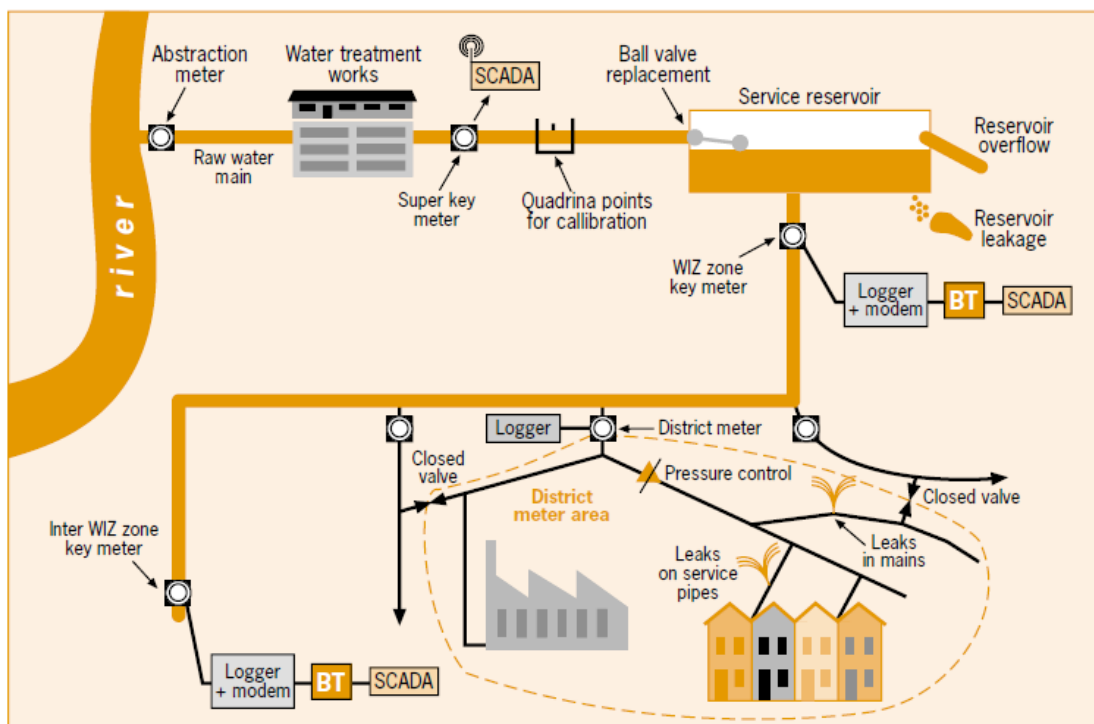 Abstraction
meter
Water treatment
works
SCADA
Ball valve
replacement
Service reservoir
Reservoir
overflow
Raw water
main
Super key
meter
Quadrina points
for callibration
Reservoir
leakage
river
WIZ zone
key meter
Logger
+ modem
BT
SCADA
Logger
District meter
Closed
valve
Pressure control
District
meter area
Closed valve
Inter WIZ zone
key meter
Leaks
on service
pipes
Leaks
in mains
Logger
+ modem
BT
SCADA